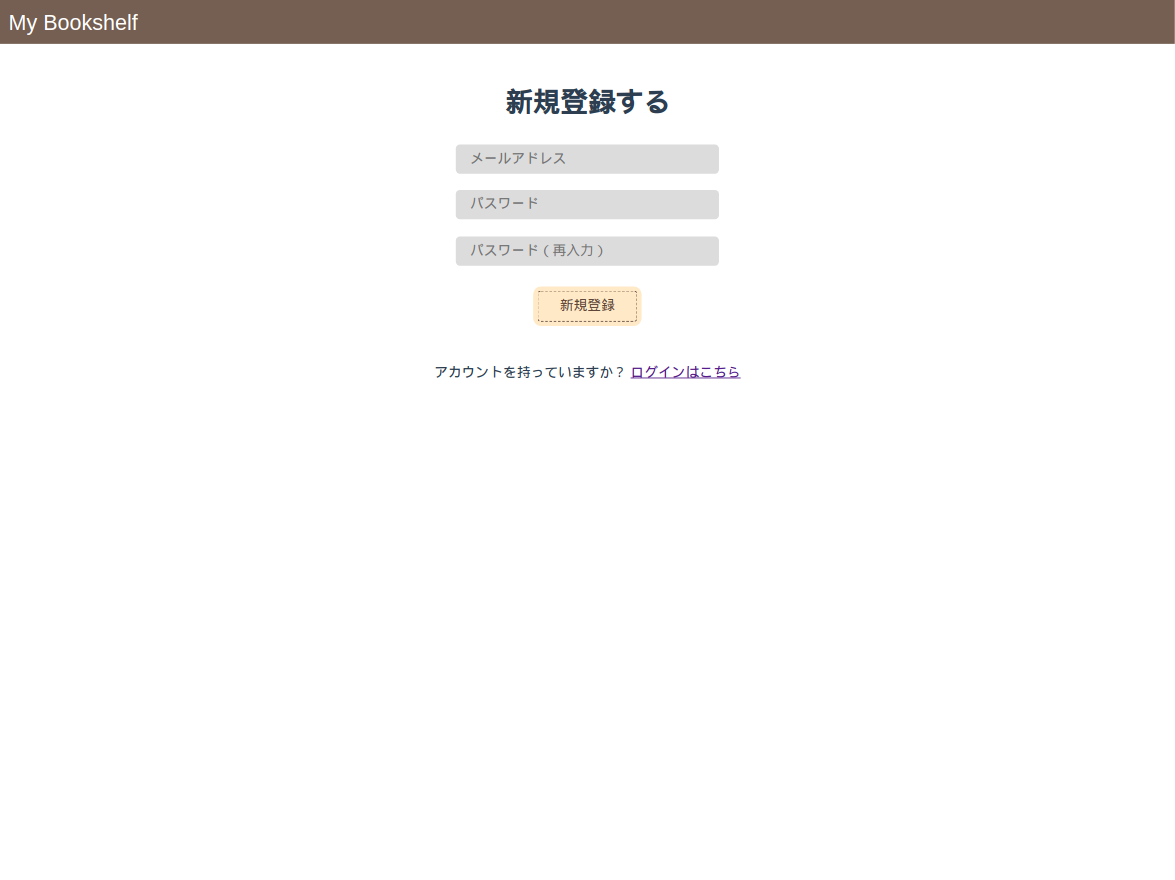 My Bookshelf
新規登録する
メールアドレス
パスワード
パスワード（再入力）
新規登録
アカウントを持っていますか？ ログインはこちら